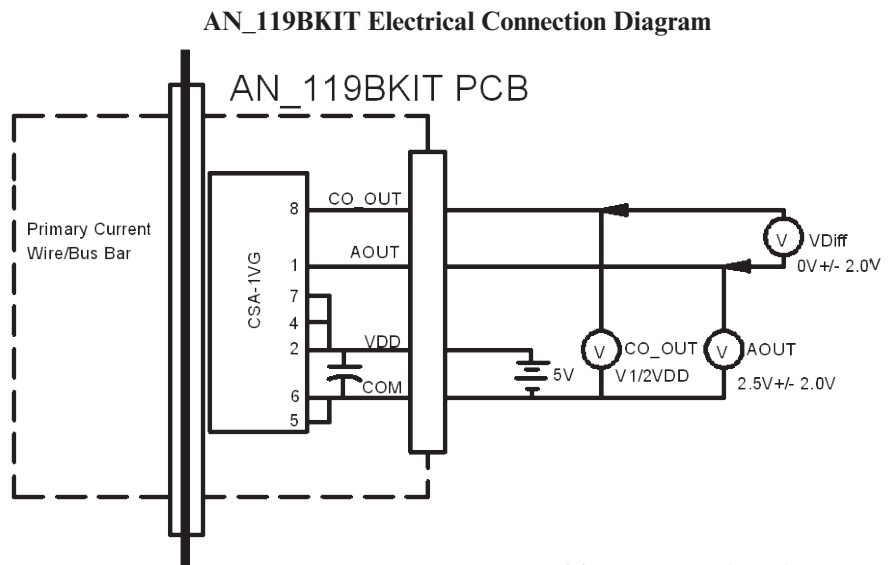 AN_119BKIT Electrical Connection Diagram
AN_119BKIT PCB
Primary Current
Wire/Bus Bar
CSA-1VG
8
CO_OUT
1
AOUT
7
4
2
VDD
6
COM
5
5V
V
VDiff
0V+/- 2.0V
V
CO_OUT
V 1/2VDD
V
AOUT
2.5V+/- 2.0V